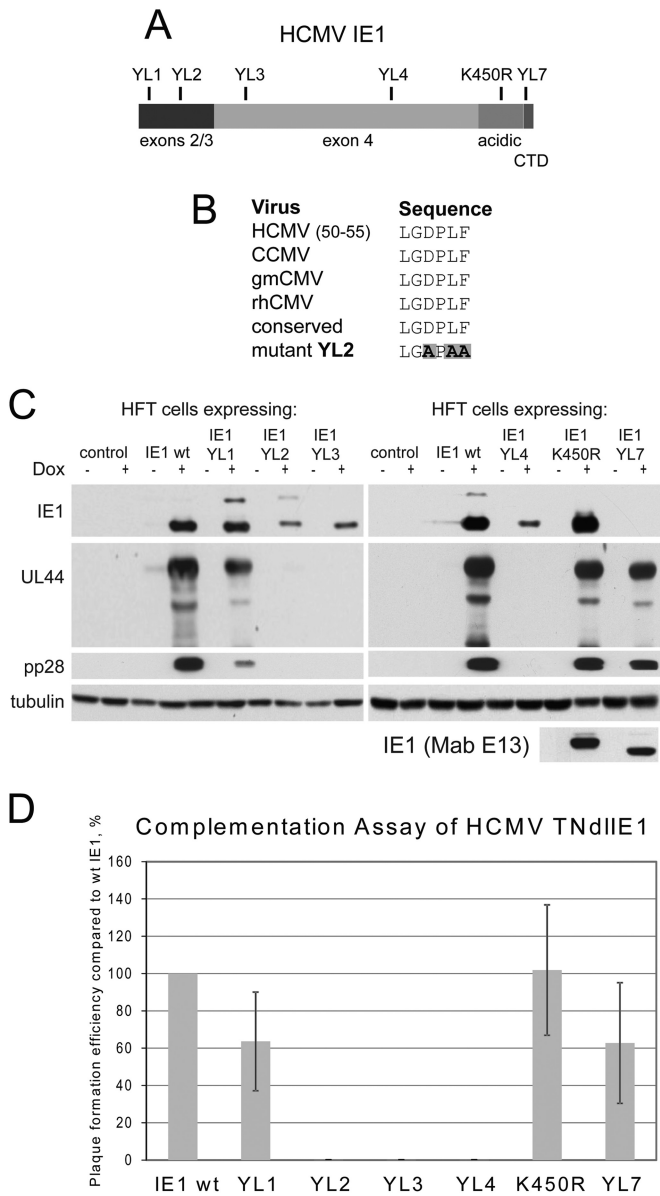 A
HCMV IE1
YL1 YL2 YL3 YL4 K450R YL7
exons 2/3 exon 4 acidic
CTD
B
Virus Sequence
HCMV (50-55) LGDPLF
CCMV LGDPLF
gmCMV LGDPLF
rhCMV LGDPLF
conserved LGDPLF
mutant YL2 LGAPAA
C
HFT cells expressing: HFT cells expressing:
control IE1 wt IE1 YL1 IE1 YL2 IE1 YL3 control IE1 wt IE1 YL4 IE1 K450R IE1 YL7
Dox - + - + - + - + - + - + - + - + - + - +
IE1
UL44
pp28
tubulin
IE1 (Mab E13)
D
Complementation Assay of HCMV TNdlIE1
Plaque formation efficiency compared to wt IE1, %
160
140
120
100
80
60
40
20
0
IE1 wt YL1 YL2 YL3 YL4 K450R YL7